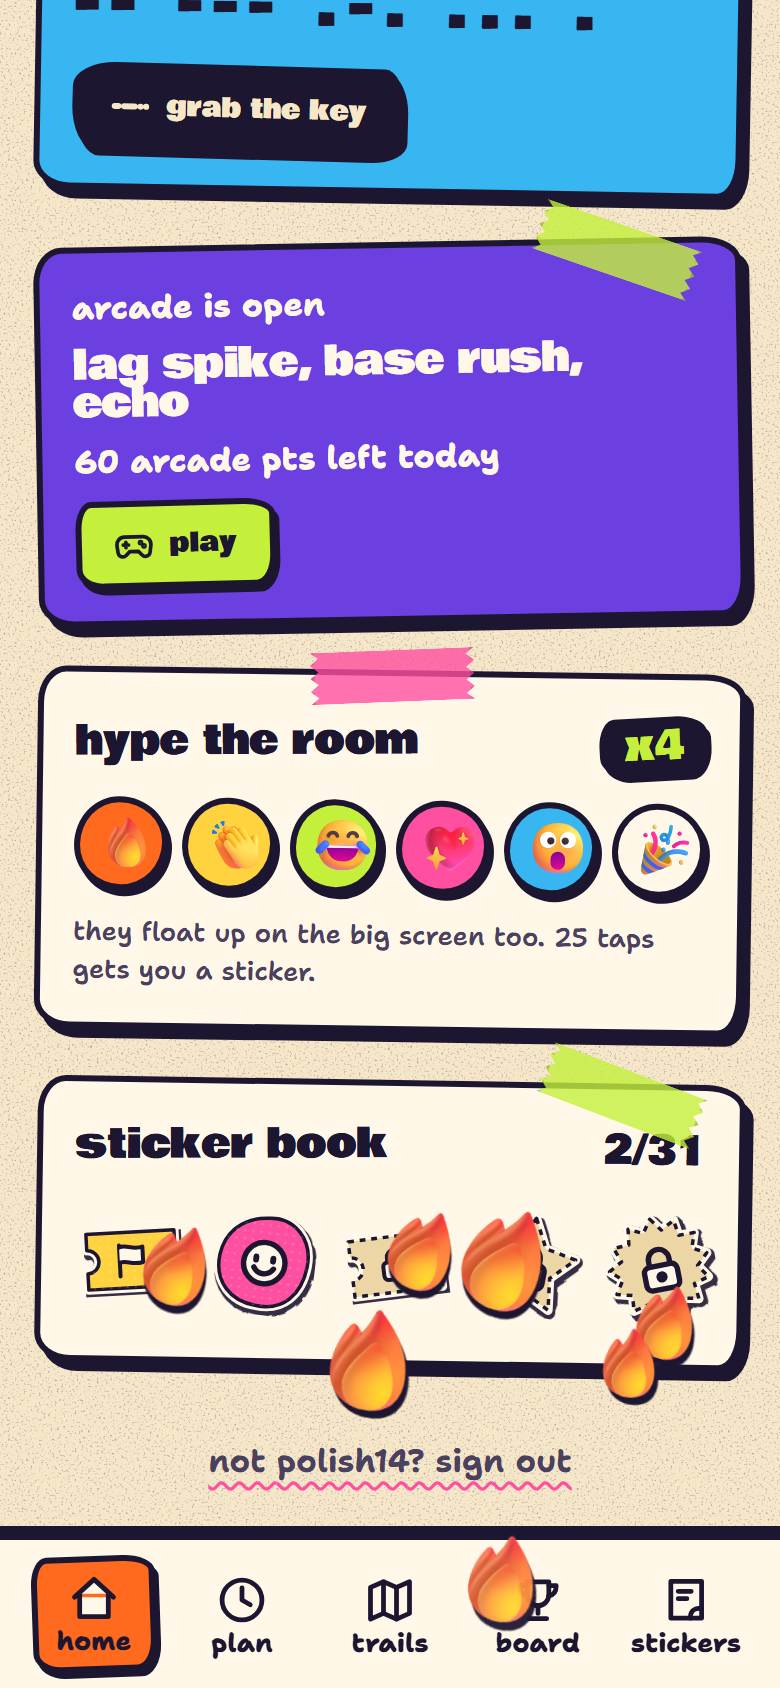 grab the key
arcade is open
lag spike, base rush,
echo
60 arcade pts left today
play
hype the room
x4
they float up on the big screen too. 25 taps
gets you a sticker.
sticker book
2/31
not polish14? sign out
home
plan
trails
board
stickers